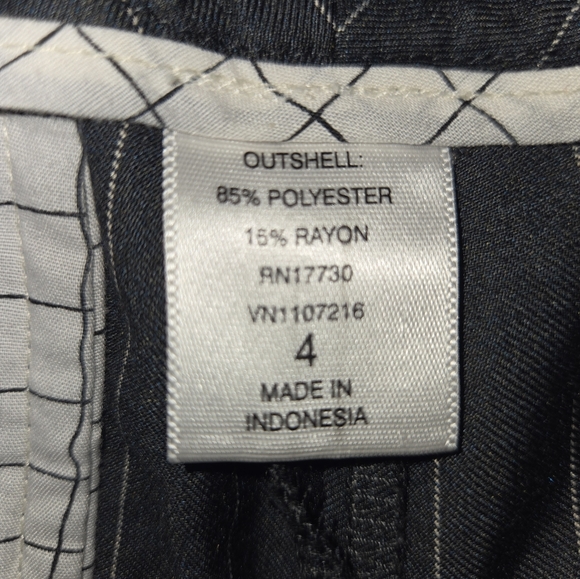 OUTSHELL:
85% POLYESTER
15% RAYON
RN17730
VN1107216
4
MADE IN
INDONESIA